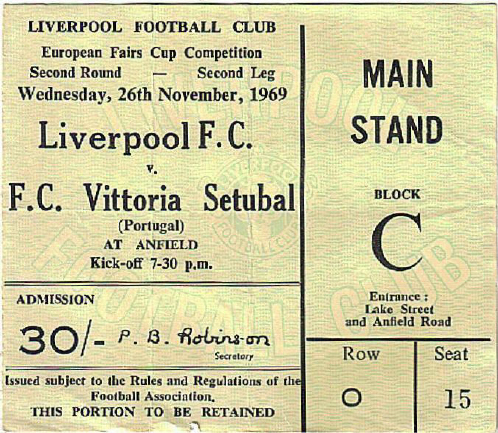 LIVERPOOL FOOTBALL CLUB
European Fairs Cup Competition
Second Round — Second Leg
Wednesday, 26th November, 1969
Liverpool F.C.
v.
F.C. Vittoria Setubal
(Portugal)
AT ANFIELD
Kick-off 7-30 p.m.
ADMISSION
30/- P. B. Robinson
Secretary
Issued subject to the Rules and Regulations of the
Football Association.
THIS PORTION TO BE RETAINED
MAIN
STAND
BLOCK
C
Entrance :
Lake Street
and Anfield Road
Row
O
Seat
15
LIVERPOOL
FOOTBALL CLUB